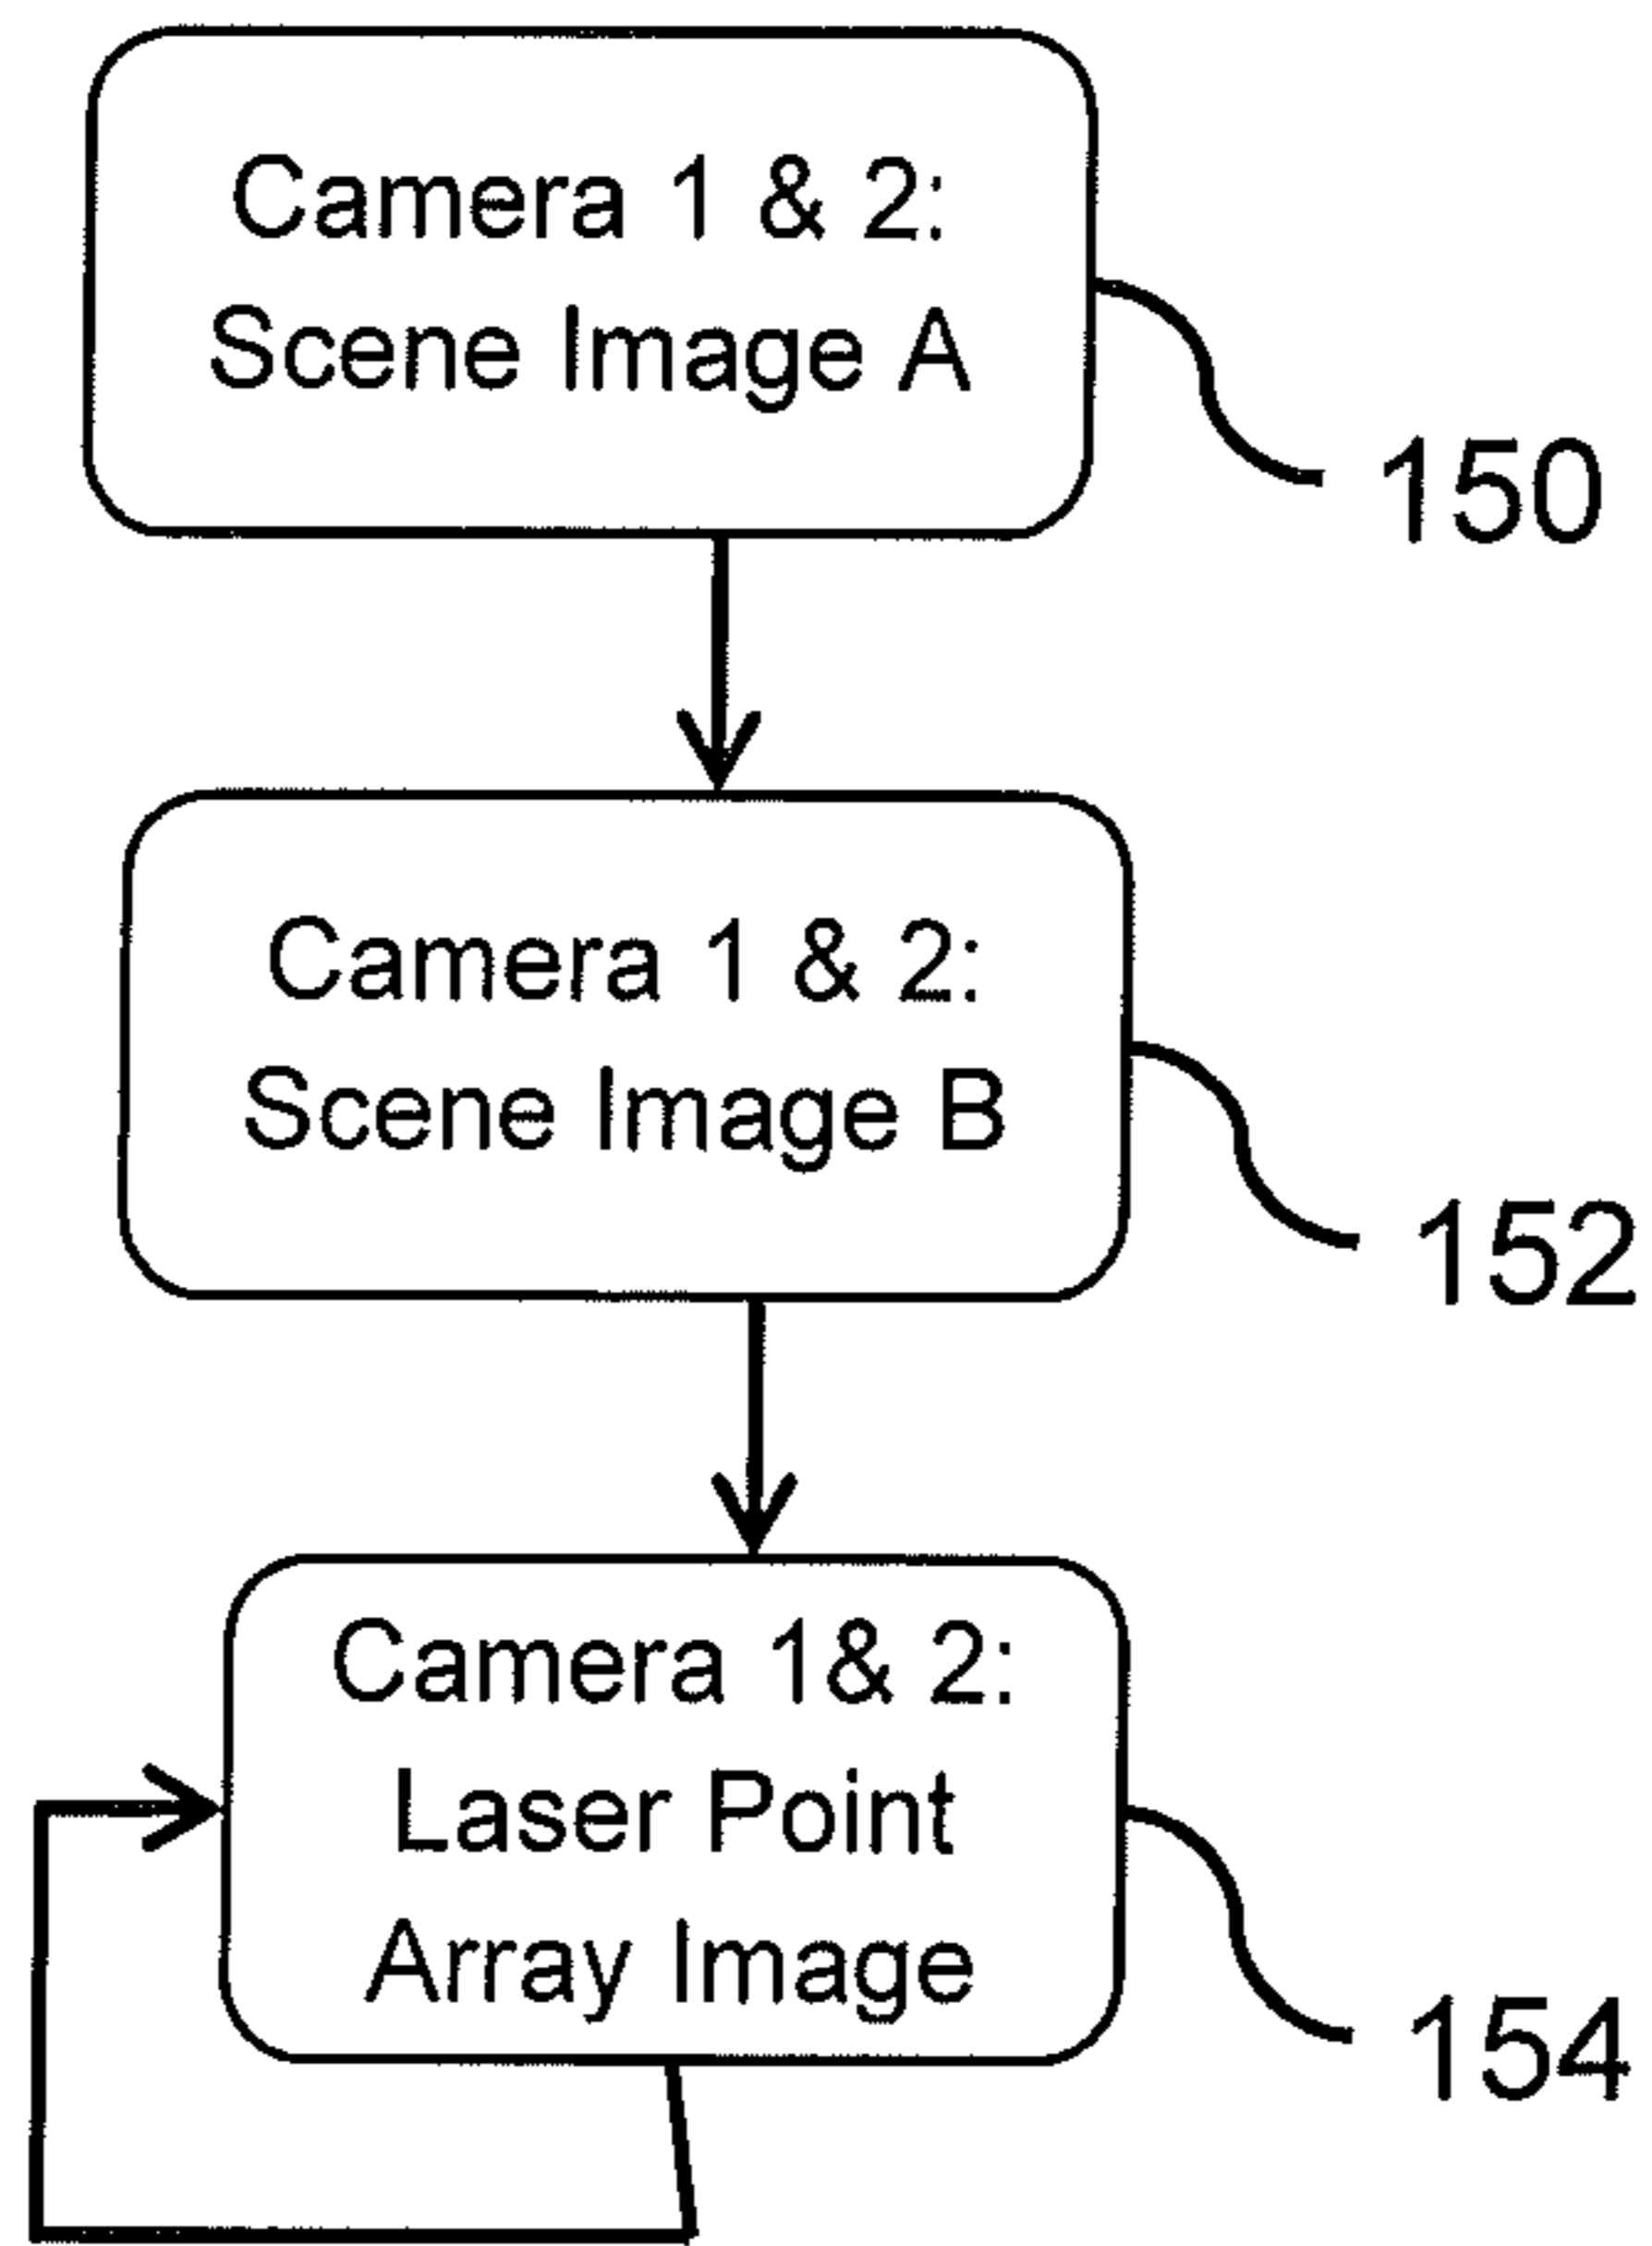 Camera 1 & 2:
Scene Image A
150
Camera 1 & 2:
Scene Image B
152
Camera 1& 2:
Laser Point
Array Image
154